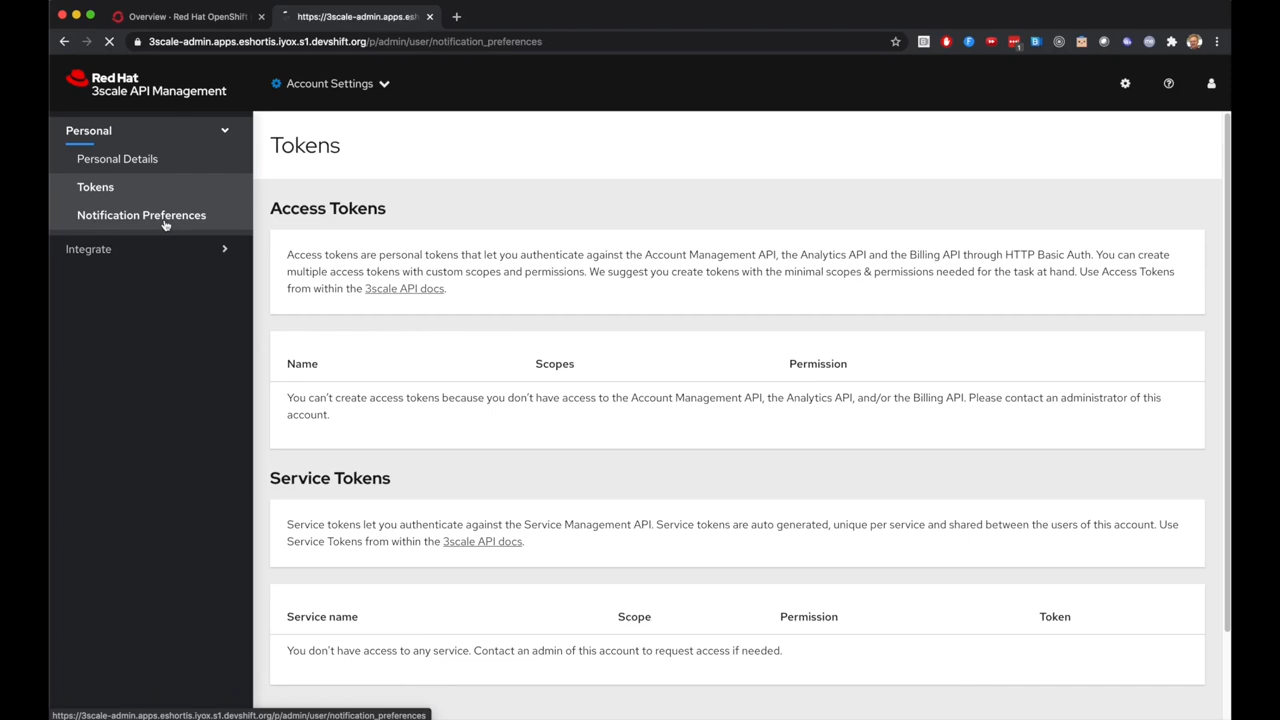 Overview - Red Hat OpenShift
https://3scale-admin.apps.esh
3scale-admin.apps.eshortis.iyox.s1.devshift.org/p/admin/user/notification_preferences
Red Hat
3scale API Management
Account Settings
Personal
Personal Details
Tokens
Notification Preferences
Integrate
Tokens
Access Tokens
Access tokens are personal tokens that let you authenticate against the Account Management API, the Analytics API and the Billing API through HTTP Basic Auth. You can create
multiple access tokens with custom scopes and permissions. We suggest you create tokens with the minimal scopes & permissions needed for the task at hand. Use Access Tokens
from within the 3scale API docs.
Name Scopes Permission
You can't create access tokens because you don't have access to the Account Management API, the Analytics API, and/or the Billing API. Please contact an administrator of this
account.
Service Tokens
Service tokens let you authenticate against the Service Management API. Service tokens are auto generated, unique per service and shared between the users of this account. Use
Service Tokens from within the 3scale API docs.
Service name Scope Permission Token
You don't have access to any service. Contact an admin of this account to request access if needed.
https://3scale-admin.apps.eshortis.iyox.s1.devshift.org/p/admin/user/notification_preferences